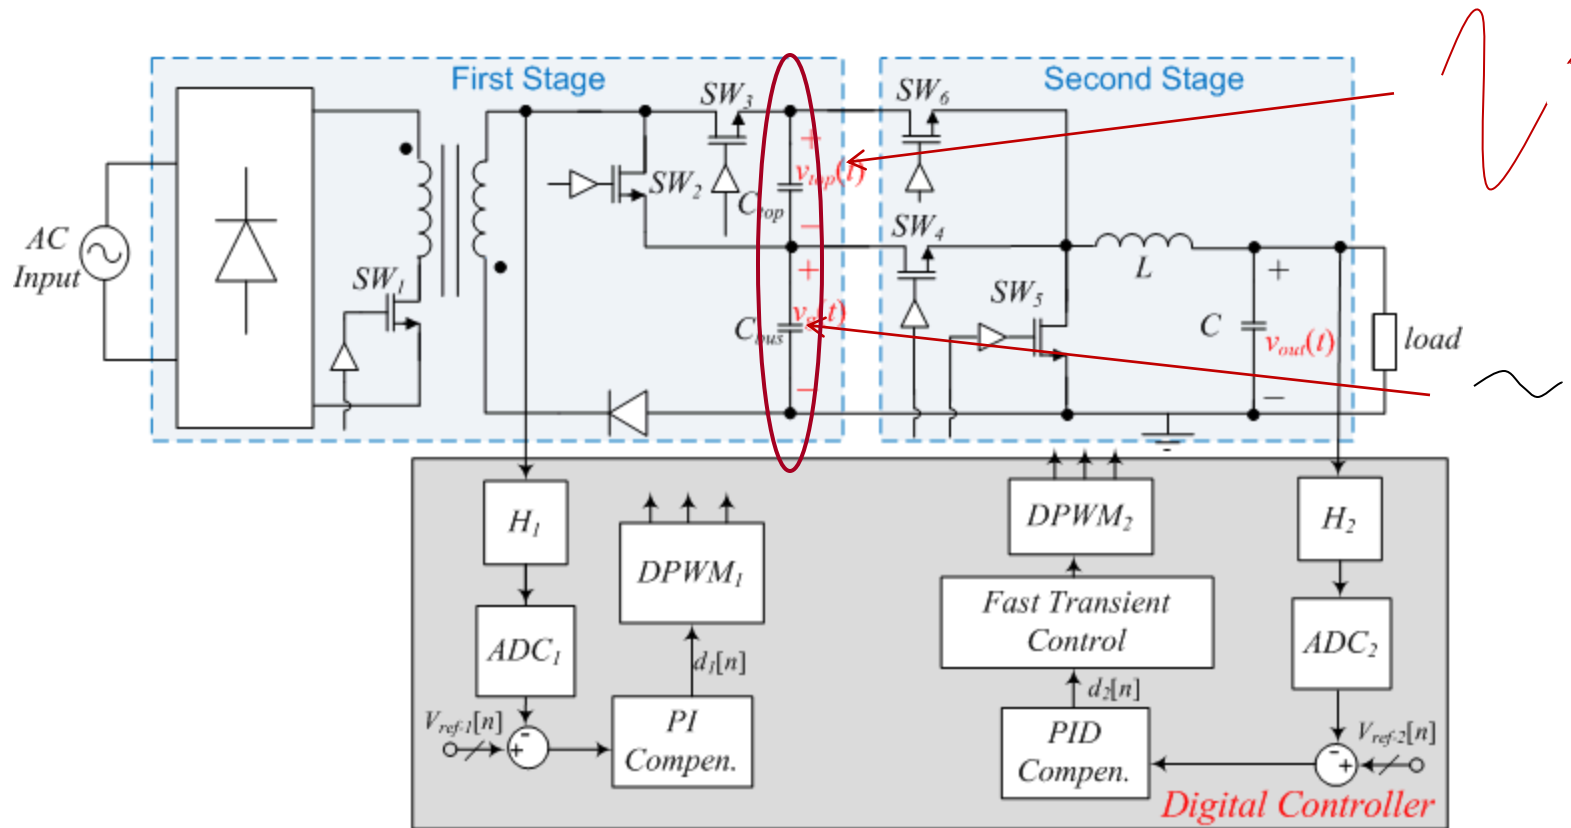 First Stage
Second Stage
SW3
SW6
+
vtop(t)
SW2
Ctop
−
SW4
AC
Input
SW1
+
L
+
SW5
vg(t)
Cbus
C
vout(t)
load
−
−
H1
DPWM2
H2
DPWM1
Fast Transient
Control
ADC1
ADC2
d1[n]
d2[n]
Vref-1[n]
-
+
PI
Compen.
PID
Compen.
-
+
Vref-2[n]
Digital Controller